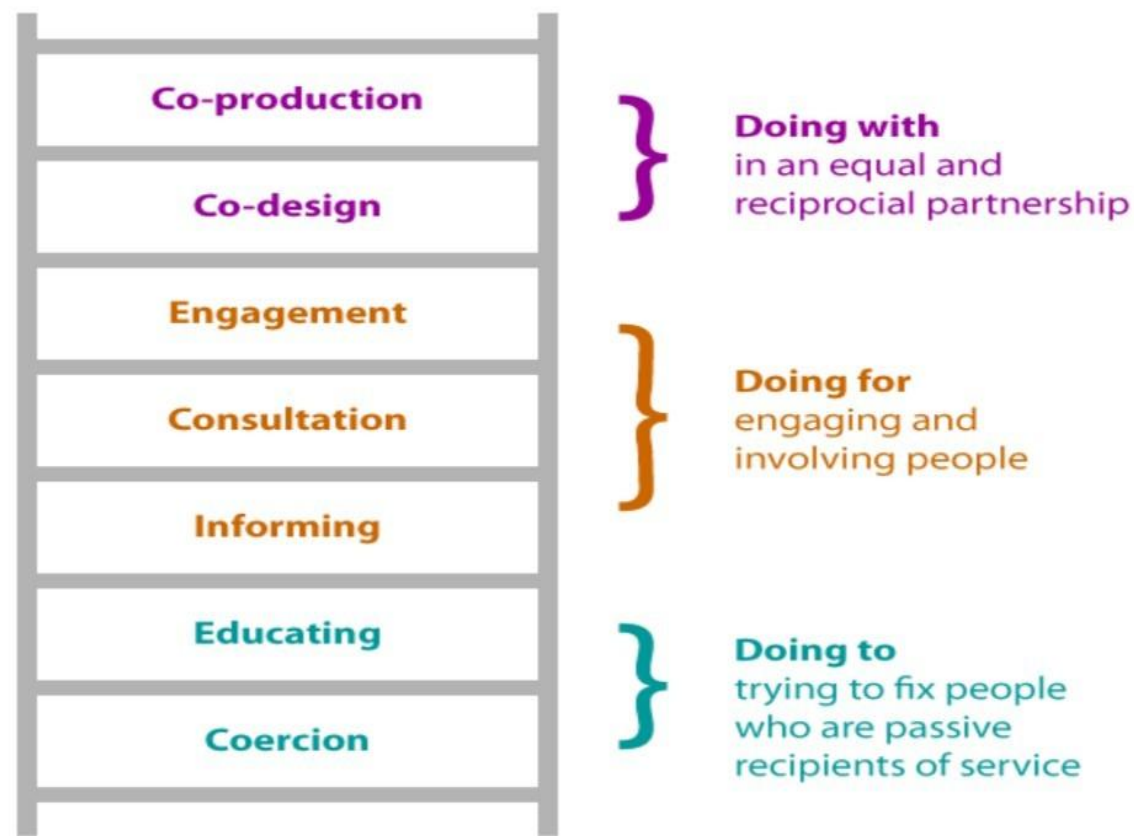 Co-production
Co-design
Doing with
in an equal and
reciprocial partnership
Engagement
Consultation
Informing
Doing for
engaging and
involving people
Educating
Coercion
Doing to
trying to fix people
who are passive
recipients of service